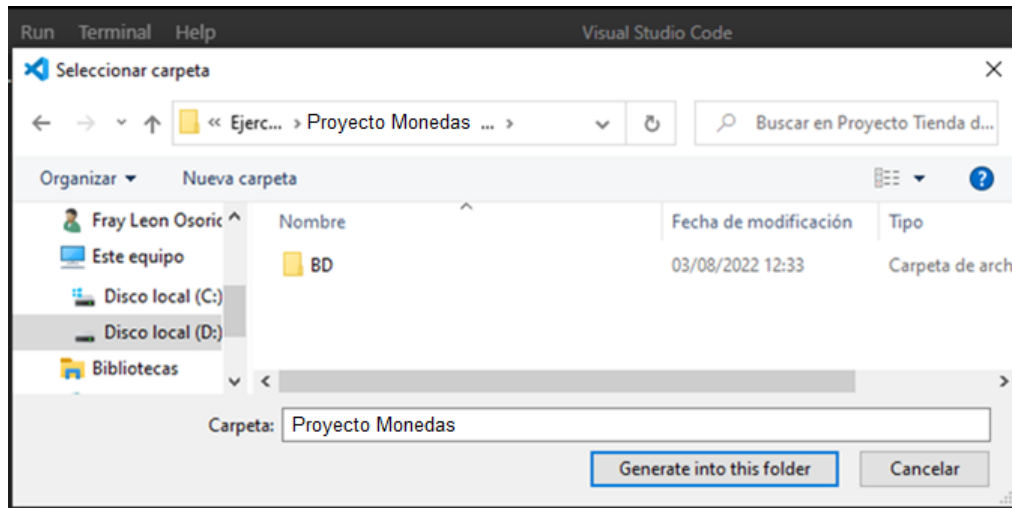 Run Terminal Help Visual Studio Code
Seleccionar carpeta
« Ejerc... › Proyecto Monedas ... › Buscar en Proyecto Tienda d...
Organizar Nueva carpeta ?
Fray Leon Osoric Nombre Fecha de modificación Tipo
Este equipo BD 03/08/2022 12:33 Carpeta de arch
Disco local (C:)
Disco local (D:)
Bibliotecas
Carpeta: Proyecto Monedas
Generate into this folder Cancelar